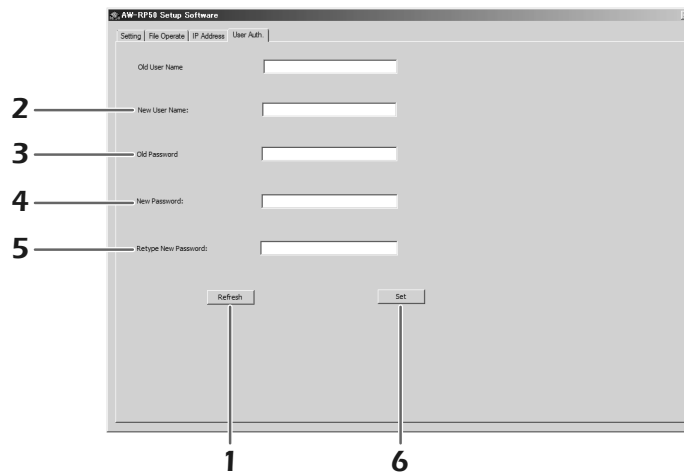 AW-RP50 Setup Software
Setting File Operate IP Address User Auth.
Old User Name
2 New User Name:
3 Old Password
4 New Password:
5 Retype New Password:
Refresh Set
1 6